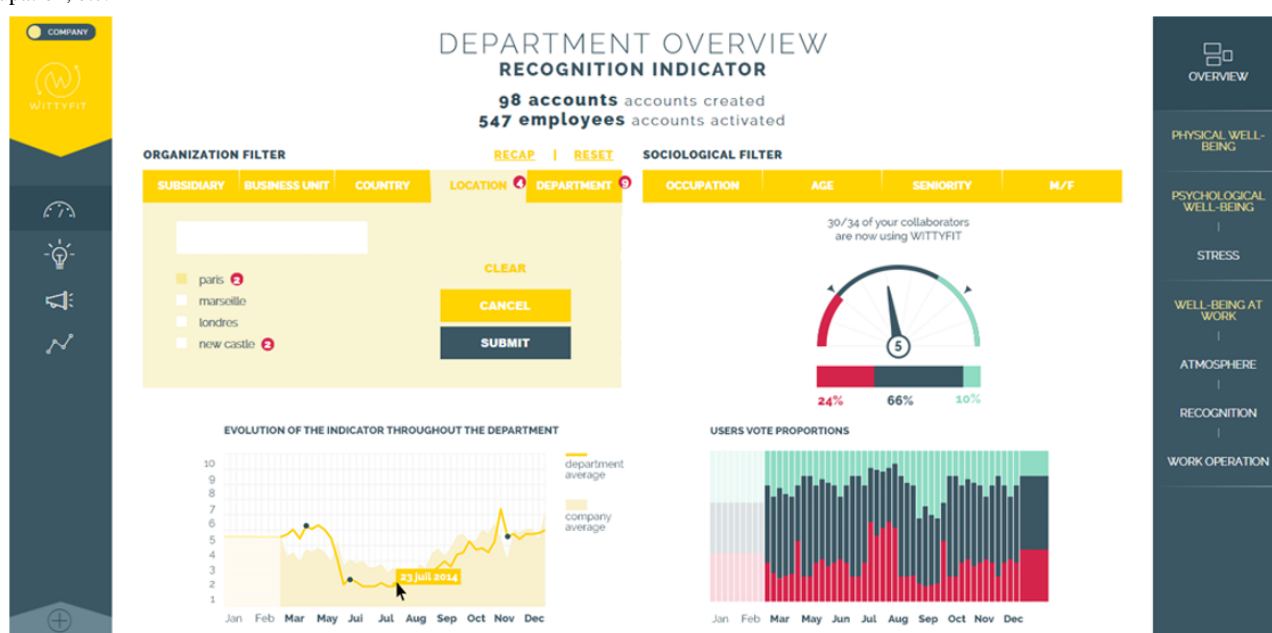 COMPANY
WITTYFIT
DEPARTMENT OVERVIEW
RECOGNITION INDICATOR
98 accounts accounts created
547 employees accounts activated
ORGANIZATION FILTER
RECAP | RESET
SUBSIDIARY
BUSINESS UNIT
COUNTRY
LOCATION 4
DEPARTMENT 9
paris 2
marseille
londres
new castle 2
CLEAR
CANCEL
SUBMIT
SOCIOLOGICAL FILTER
OCCUPATION
AGE
SENIORITY
M/F
30/34 of your collaborators
are now using WITTYFIT
5
24% 66% 10%
EVOLUTION OF THE INDICATOR THROUGHOUT THE DEPARTMENT
10
9
8
7
6
5
4
3
2
1
23 juil 2014
Jan Feb Mar May Jul Jul Aug Sep Oct Nov Dec
department
average
company
average
USERS VOTE PROPORTIONS
Jan Feb Mar May Jun Jul Aug Sep Oct Nov Dec
OVERVIEW
PHYSICAL WELL-
BEING
PSYCHOLOGICAL
WELL-BEING
STRESS
WELL-BEING AT
WORK
ATMOSPHERE
RECOGNITION
WORK OPERATION